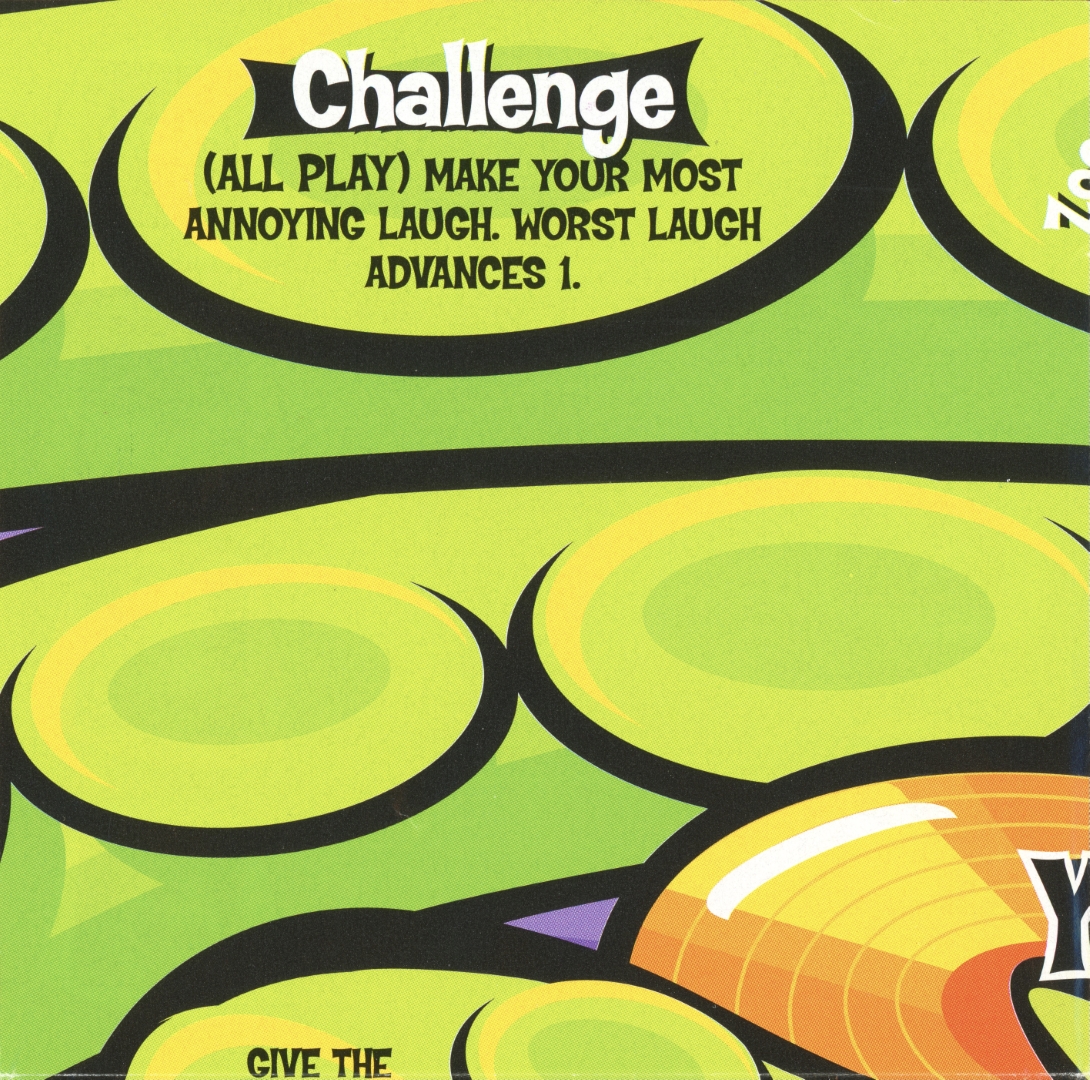 Challenge
(ALL PLAY) MAKE YOUR MOST
ANNOYING LAUGH. WORST LAUGH
ADVANCES 1.
GIVE THE